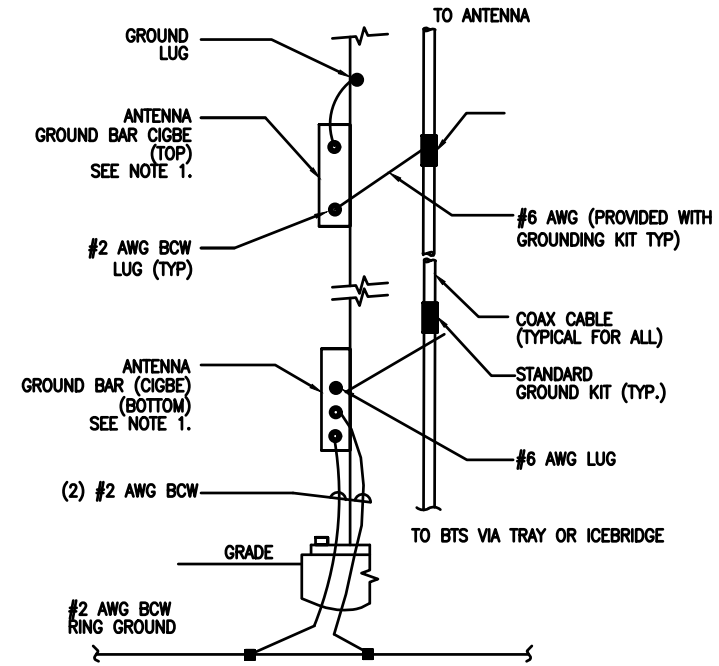 TO ANTENNA
GROUND
LUG
ANTENNA
GROUND BAR CIGBE
(TOP)
SEE NOTE 1.
#6 AWG (PROVIDED WITH
GROUNDING KIT TYP)
#2 AWG BCW
LUG (TYP)
COAX CABLE
(TYPICAL FOR ALL)
ANTENNA
GROUND BAR (CIGBE)
(BOTTOM)
SEE NOTE 1.
STANDARD
GROUND KIT (TYP.)
#6 AWG LUG
(2) #2 AWG BCW
TO BTS VIA TRAY OR ICEBRIDGE
GRADE
#2 AWG BCW
RING GROUND